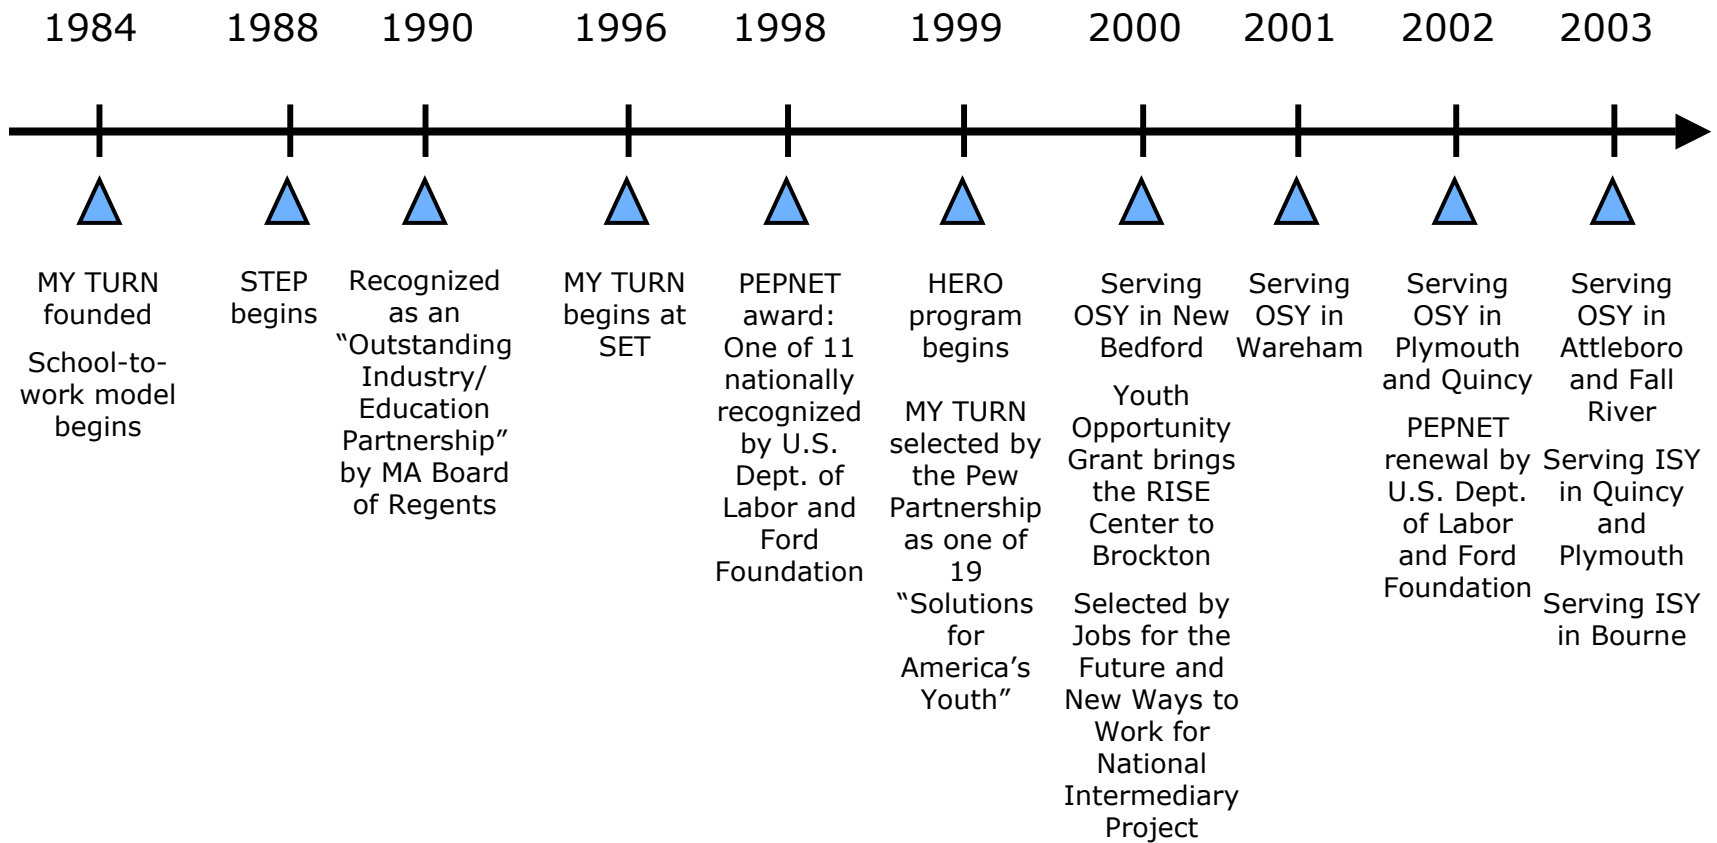 1984
1988
1990
1996
1998
1999
2000
2001
2002
2003
MY TURN
founded
School-to-
work model
begins
STEP
begins
Recognized
as an
“Outstanding
Industry/
Education
Partnership”
by MA Board
of Regents
MY TURN
begins at
SET
PEPNET
award:
One of 11
nationally
recognized
by U.S.
Dept. of
Labor and
Ford
Foundation
HERO
program
begins
MY TURN
selected by
the Pew
Partnership
as one of
19
“Solutions
for
America’s
Youth”
Serving
OSY in New
Bedford
Youth
Opportunity
Grant brings
the RISE
Center to
Brockton
Selected by
Jobs for the
Future and
New Ways to
Work for
National
Intermediary
Project
Serving
OSY in
Wareham
Serving
OSY in
Plymouth
and Quincy
PEPNET
renewal by
U.S. Dept.
of Labor
and Ford
Foundation
Serving
OSY in
Attleboro
and Fall
River
Serving ISY
in Quincy
and
Plymouth
Serving ISY
in Bourne